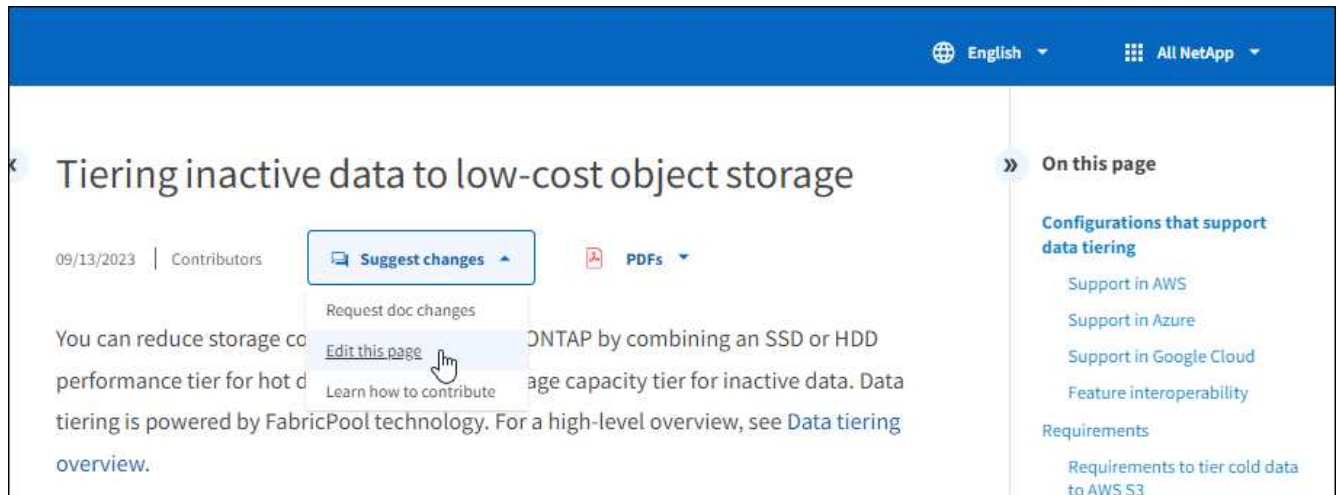 English
All NetApp
Tiering inactive data to low-cost object storage
09/13/2023 | Contributors
Suggest changes
PDFs
Request doc changes
Edit this page
Learn how to contribute
You can reduce storage co ONTAP by combining an SSD or HDD
performance tier for hot d age capacity tier for inactive data. Data
tiering is powered by FabricPool technology. For a high-level overview, see Data tiering
overview.
On this page
Configurations that support
data tiering
Support in AWS
Support in Azure
Support in Google Cloud
Feature interoperability
Requirements
Requirements to tier cold data
to AWS S3